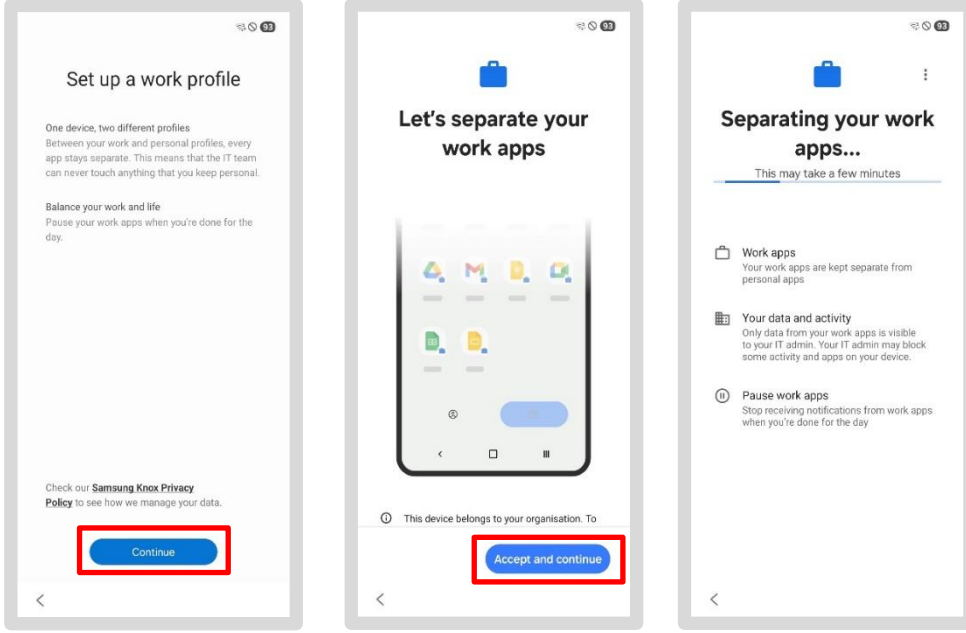 93
Set up a work profile
One device, two different profiles
Between your work and personal profiles, every
app stays separate. This means that the IT team
can never touch anything that you keep personal.
Balance your work and life
Pause your work apps when you're done for the
day.
Check our Samsung Knox Privacy
Policy to see how we manage your data.
Continue
93
Let's separate your
work apps
This device belongs to your organisation. To
Accept and continue
93
Separating your work
apps...
This may take a few minutes
Work apps
Your work apps are kept separate from
personal apps
Your data and activity
Only data from your work apps is visible
to your IT admin. Your IT admin may block
some activity and apps on your device.
Pause work apps
Stop receiving notifications from work apps
when you're done for the day